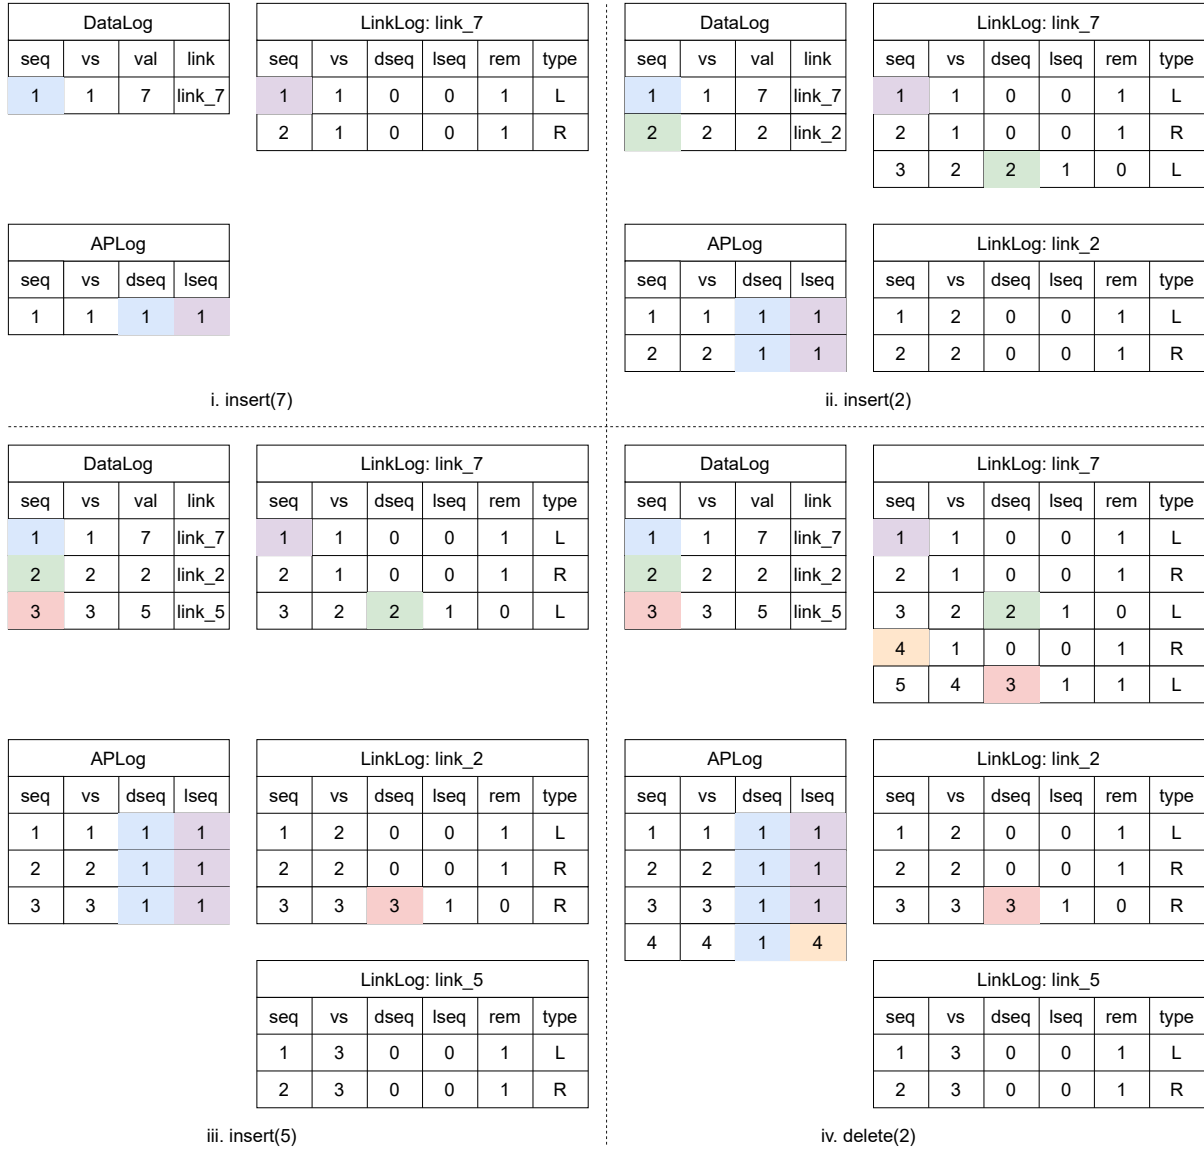 DataLog
seq vs val link
1 1 7 link_7
LinkLog: link_7
seq vs dseq lseq rem type
1 1 0 0 1 L
2 1 0 0 1 R
APLog
seq vs dseq lseq
1 1 1 1
i. insert(7)
DataLog
seq vs val link
1 1 7 link_7
2 2 2 link_2
LinkLog: link_7
seq vs dseq lseq rem type
1 1 0 0 1 L
2 1 0 0 1 R
3 2 2 1 0 L
APLog
seq vs dseq lseq
1 1 1 1
2 2 1 1
LinkLog: link_2
seq vs dseq lseq rem type
1 2 0 0 1 L
2 2 0 0 1 R
ii. insert(2)
DataLog
seq vs val link
1 1 7 link_7
2 2 2 link_2
3 3 5 link_5
LinkLog: link_7
seq vs dseq lseq rem type
1 1 0 0 1 L
2 1 0 0 1 R
3 2 2 1 0 L
APLog
seq vs dseq lseq
1 1 1 1
2 2 1 1
3 3 1 1
LinkLog: link_2
seq vs dseq lseq rem type
1 2 0 0 1 L
2 2 0 0 1 R
3 3 3 1 0 R
LinkLog: link_5
seq vs dseq lseq rem type
1 3 0 0 1 L
2 3 0 0 1 R
iii. insert(5)
DataLog
seq vs val link
1 1 7 link_7
2 2 2 link_2
3 3 5 link_5
LinkLog: link_7
seq vs dseq lseq rem type
1 1 0 0 1 L
2 1 0 0 1 R
3 2 2 1 0 L
4 1 0 0 1 R
5 4 3 1 1 L
APLog
seq vs dseq lseq
1 1 1 1
2 2 1 1
3 3 1 1
4 4 1 4
LinkLog: link_2
seq vs dseq lseq rem type
1 2 0 0 1 L
2 2 0 0 1 R
3 3 3 1 0 R
LinkLog: link_5
seq vs dseq lseq rem type
1 3 0 0 1 L
2 3 0 0 1 R
iv. delete(2)